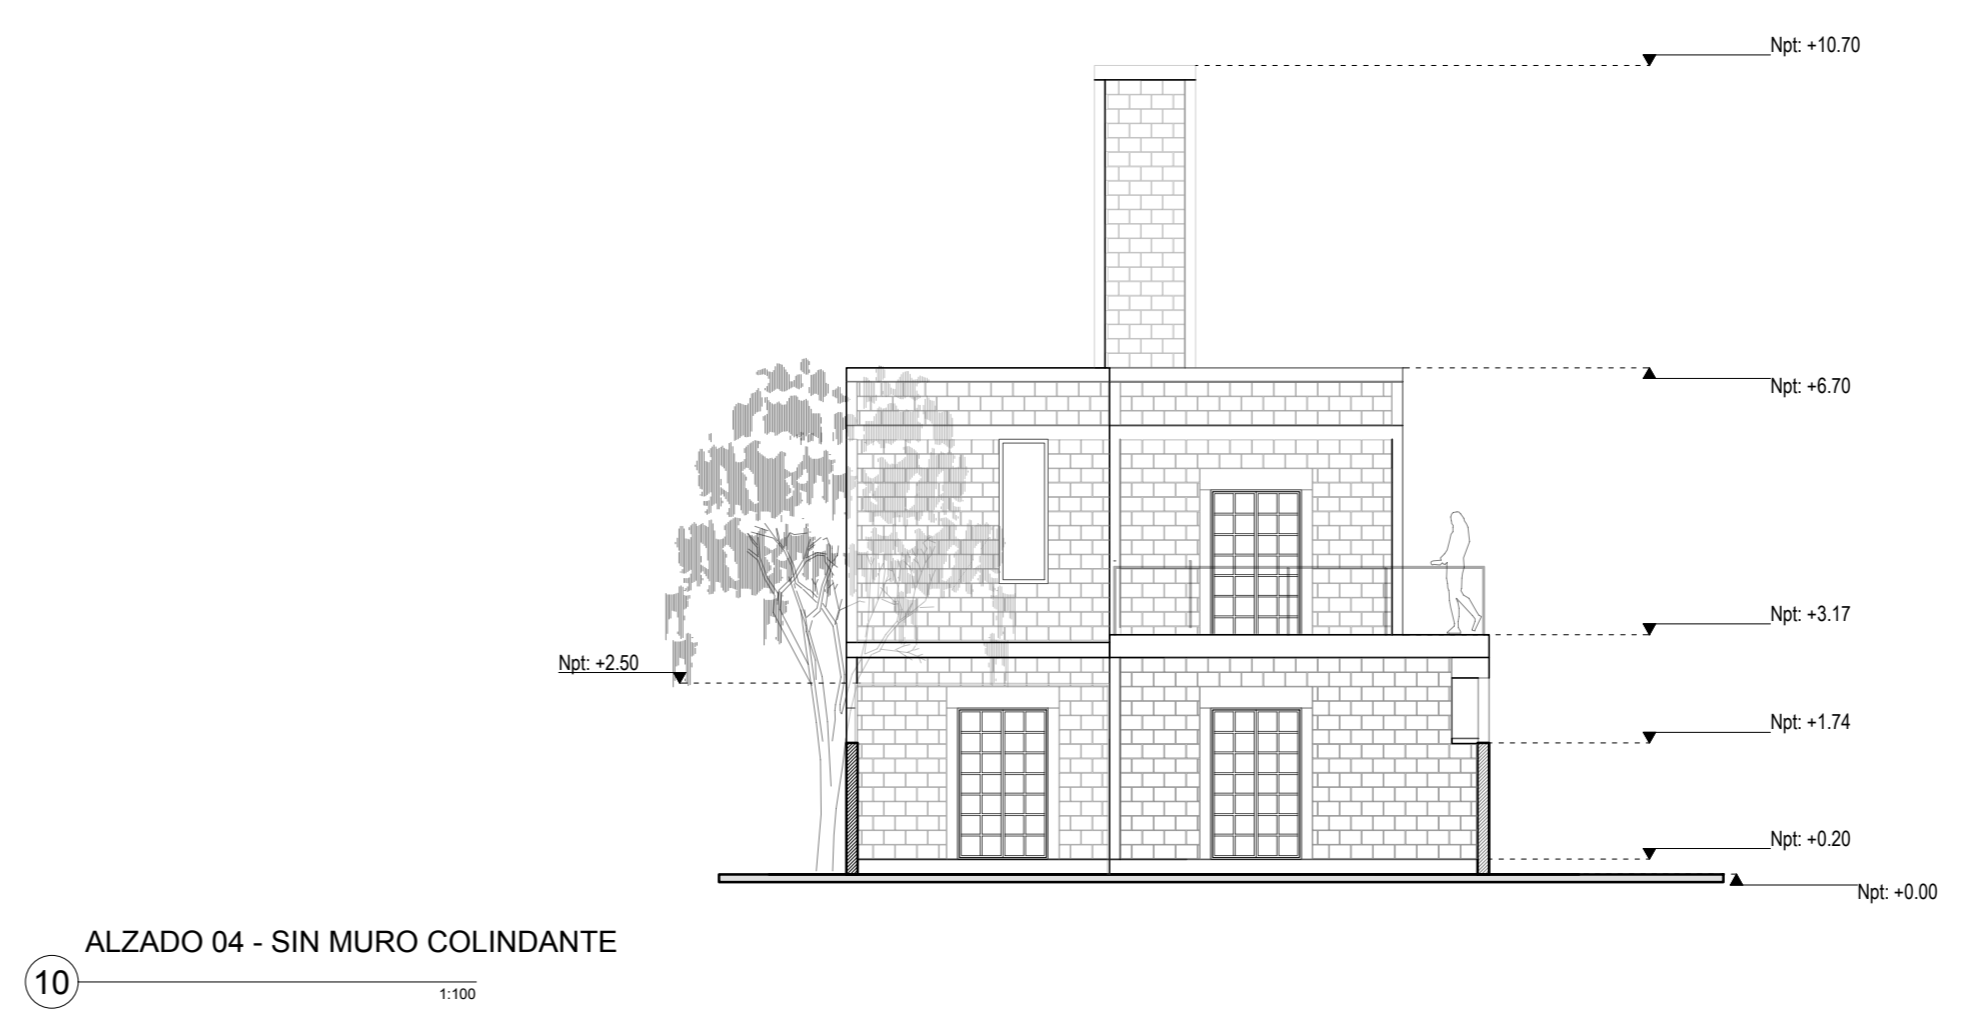 Npt: +10.70
Npt: +6.70
Npt: +3.17
Npt: +2.50
Npt: +1.74
Npt: +0.20
Npt: +0.00
ALZADO 04 - SIN MURO COLINDANTE
10
1:100